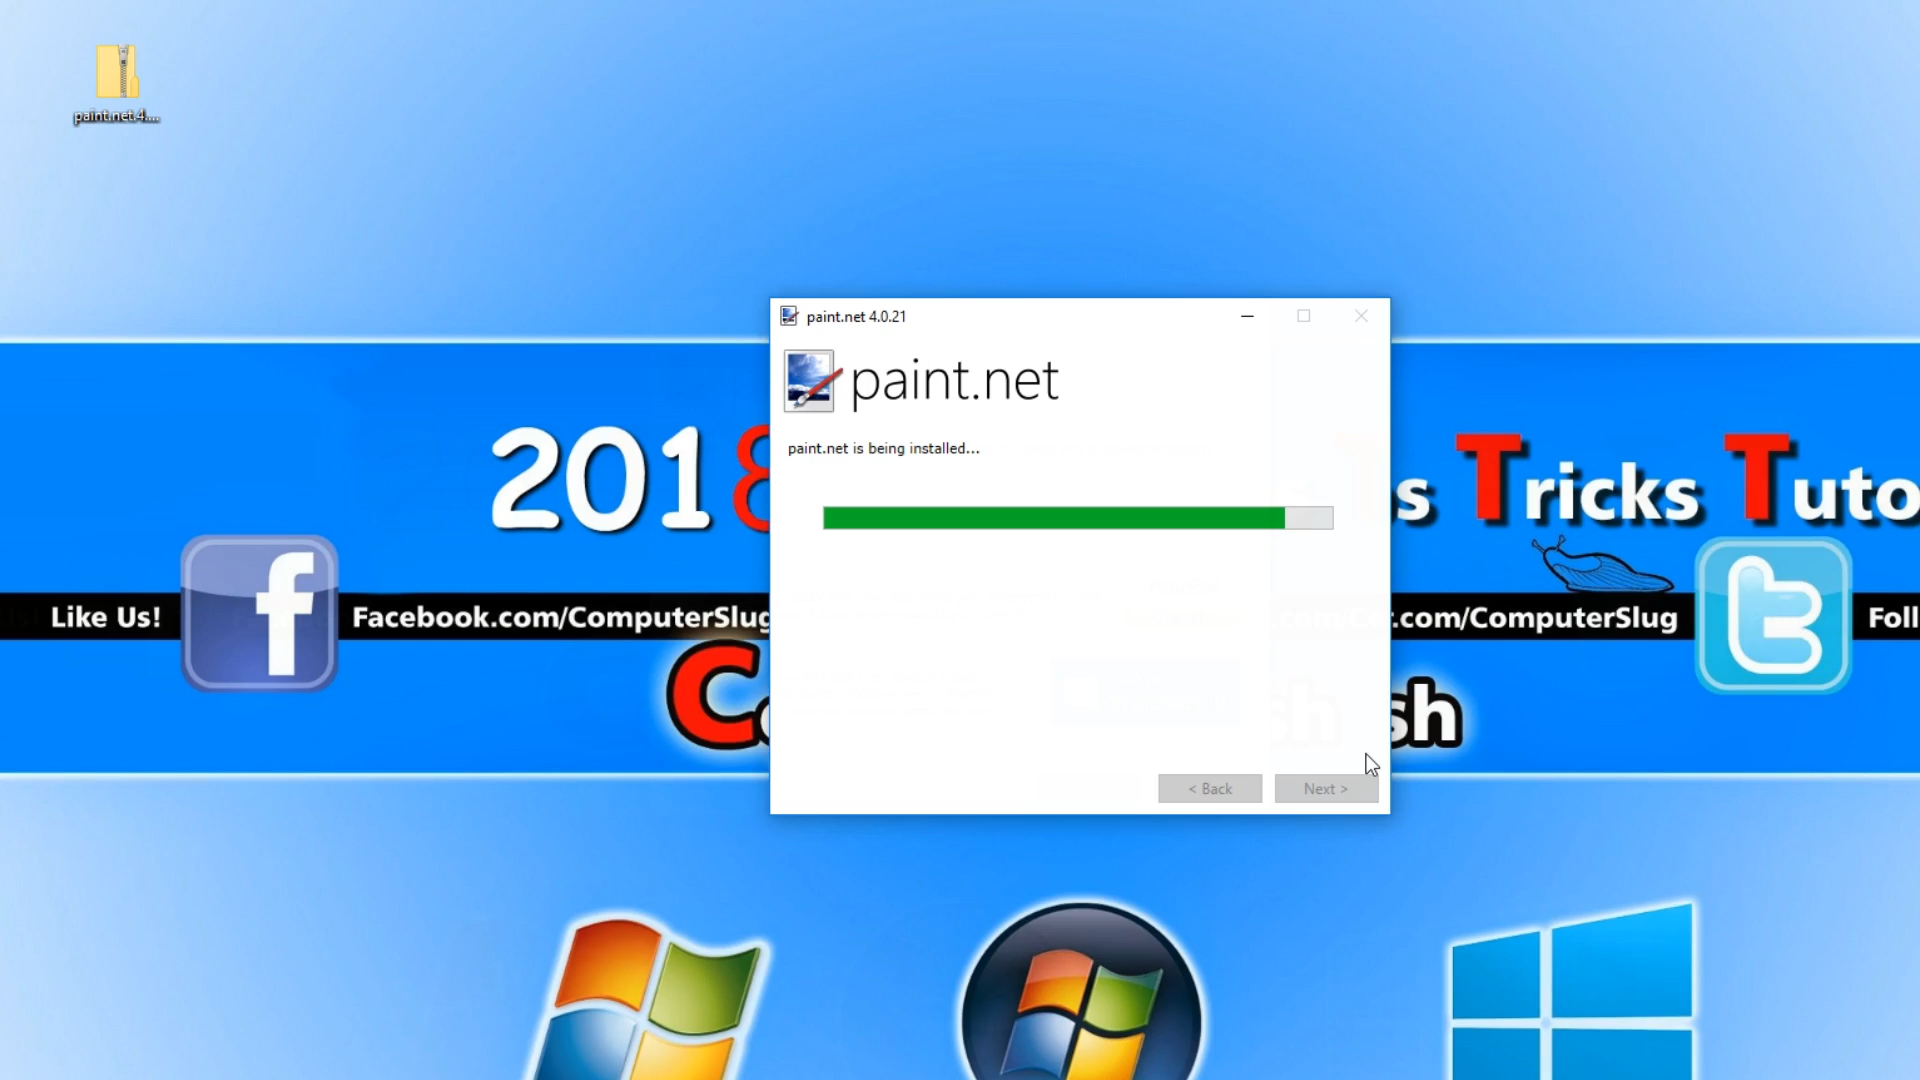 paint.net.4....
paint.net 4.0.21
paint.net
paint.net is being installed...
2018
s Tricks Tuto
Like Us!
Facebook.com/ComputerSlug
.com/ComputerSlug
Foll
C
sh
< Back
Next >